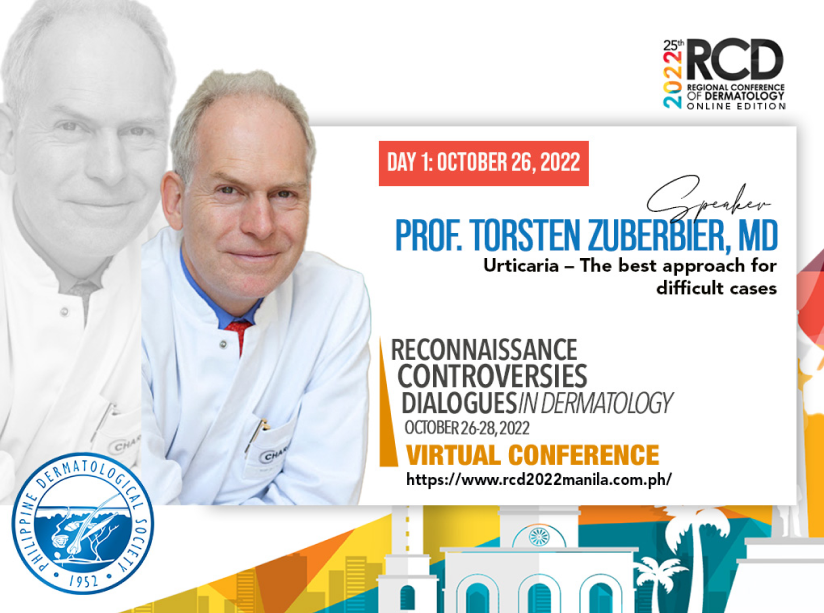 25th
2022
RCD
REGIONAL CONFERENCE
OF DERMATOLOGY
ONLINE EDITION
DAY 1: OCTOBER 26, 2022
Speaker
PROF. TORSTEN ZUBERBIER, MD
Urticaria – The best approach for
difficult cases
RECONNAISSANCE
CONTROVERSIES
DIALOGUES IN DERMATOLOGY
OCTOBER 26-28, 2022
VIRTUAL CONFERENCE
https://www.rcd2022manila.com.ph/
PHILIPPINE DERMATOLOGICAL SOCIETY
• 1952 •